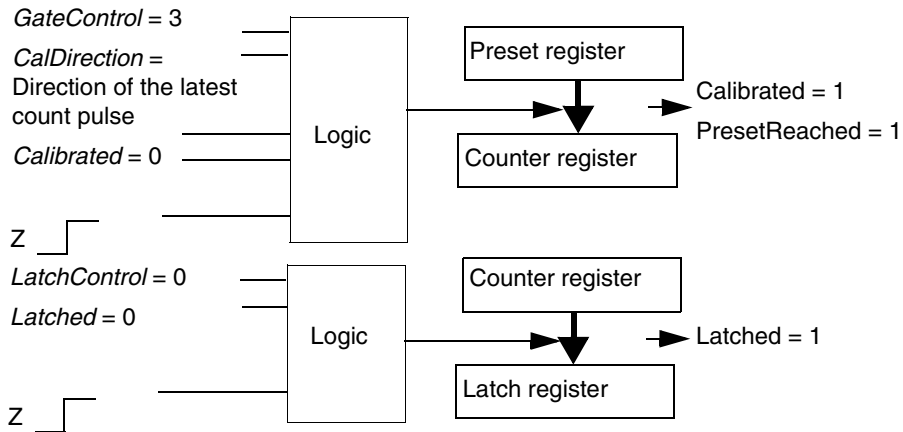 GateControl = 3
CalDirection =
Direction of the latest
count pulse
Calibrated = 0
Z
Logic
Preset register
Counter register
Calibrated = 1
PresetReached = 1
LatchControl = 0
Latched = 0
Z
Logic
Counter register
Latch register
Latched = 1